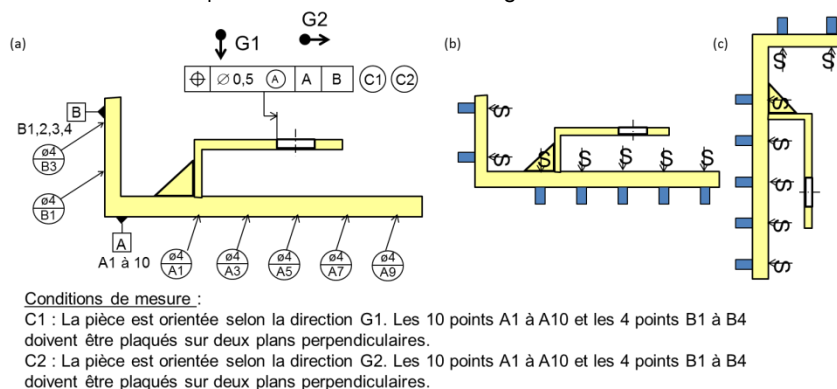 (a)
G1
G2
⌖ ⌀ 0,5 Ⓐ A B C1 C2
B
B1,2,3,4
ø4 B3
ø4 B1
A
A1 à 10
ø4 A1
ø4 A3
ø4 A5
ø4 A7
ø4 A9
(b)
S S
S S S S S
(c)
S S
S S S S S
Conditions de mesure :
C1 : La pièce est orientée selon la direction G1. Les 10 points A1 à A10 et les 4 points B1 à B4
doivent être plaqués sur deux plans perpendiculaires.
C2 : La pièce est orientée selon la direction G2. Les 10 points A1 à A10 et les 4 points B1 à B4
doivent être plaqués sur deux plans perpendiculaires.